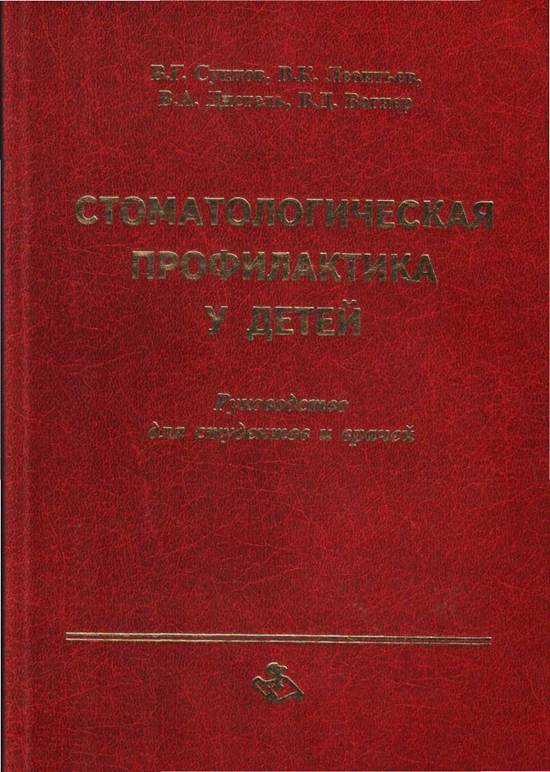 В.Г. Сунцов, В.К. Леонтьев,
В.А. Дистель, В.Д. Вагнер
СТОМАТОЛОГИЧЕСКАЯ
ПРОФИЛАКТИКА
У ДЕТЕЙ
Руководство
для студентов и врачей